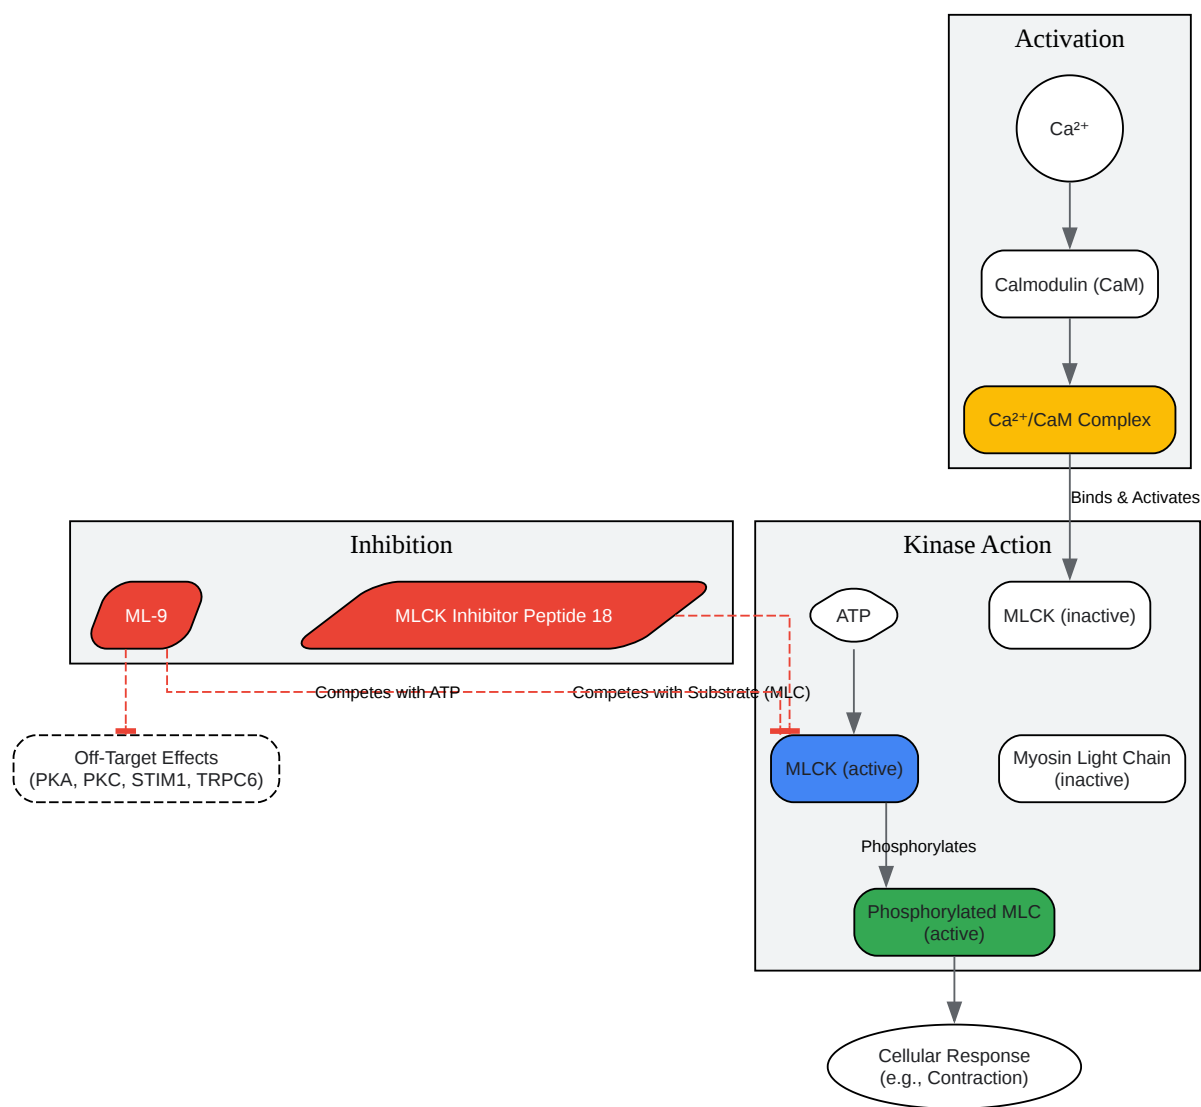 Activation
Ca²⁺
Calmodulin (CaM)
Ca²⁺/CaM Complex
Binds & Activates
Inhibition
Kinase Action
ML-9
MLCK Inhibitor Peptide 18
ATP
MLCK (inactive)
Competes with ATP
Competes with Substrate (MLC)
Off-Target Effects
(PKA, PKC, STIM1, TRPC6)
MLCK (active)
Myosin Light Chain
(inactive)
Phosphorylates
Phosphorylated MLC
(active)
Cellular Response
(e.g., Contraction)